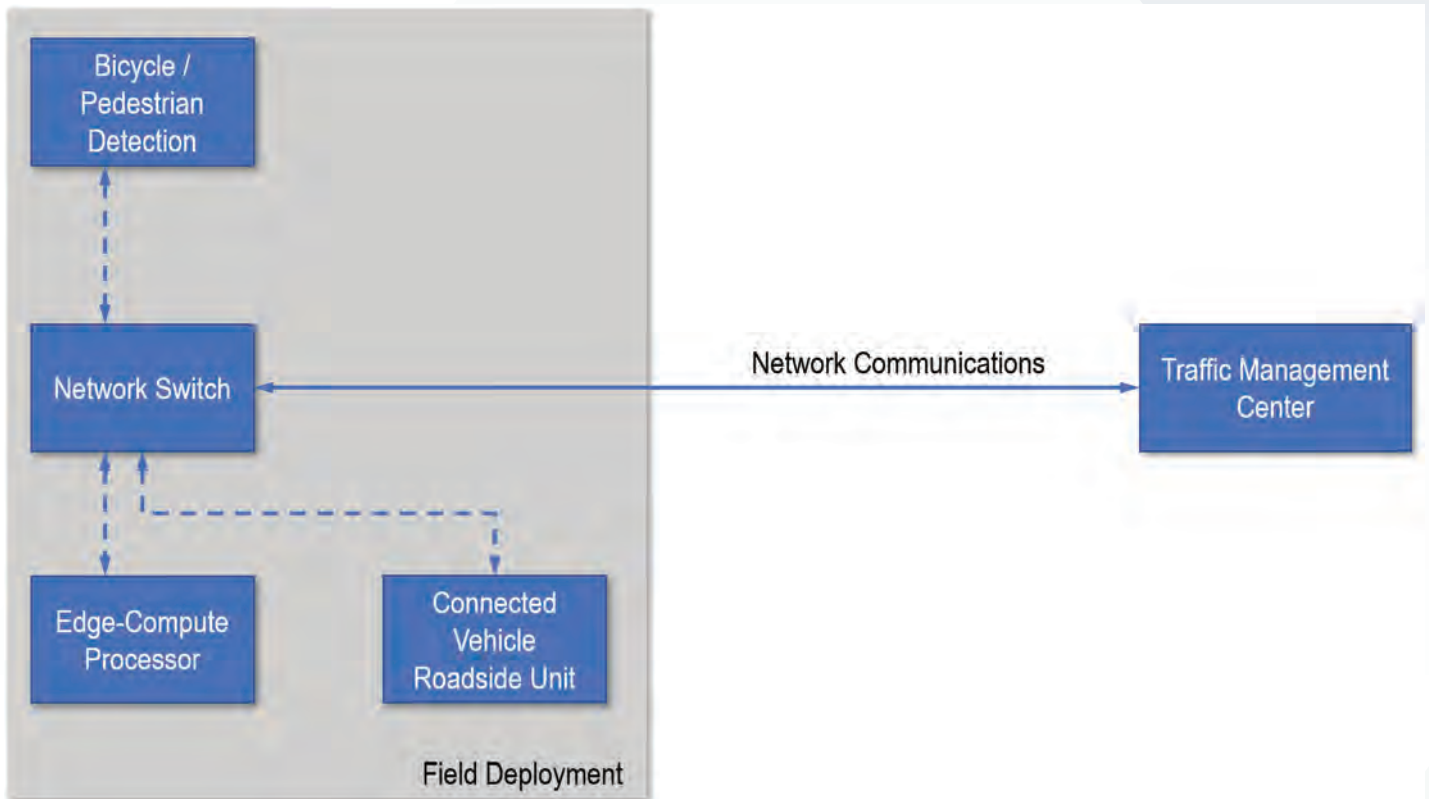 Bicycle /
Pedestrian
Detection
Network Switch
Network Communications
Traffic Management
Center
Edge-Compute
Processor
Connected
Vehicle
Roadside Unit
Field Deployment